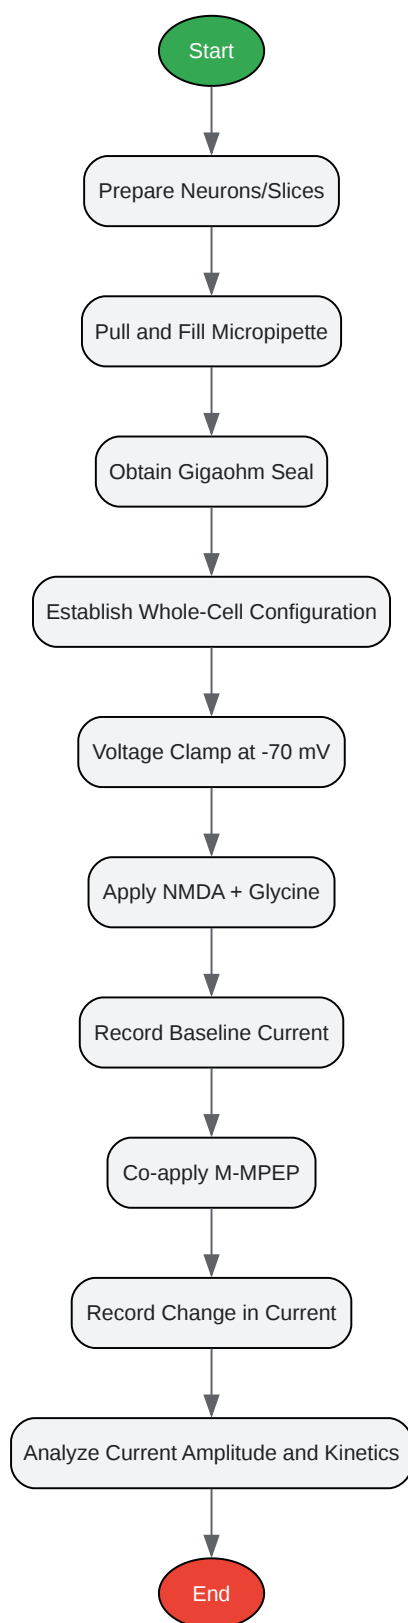 Start
Prepare Neurons/Slices
Pull and Fill Micropipette
Obtain Gigaohm Seal
Establish Whole-Cell Configuration
Voltage Clamp at -70 mV
Apply NMDA + Glycine
Record Baseline Current
Co-apply M-MPEP
Record Change in Current
Analyze Current Amplitude and Kinetics
End